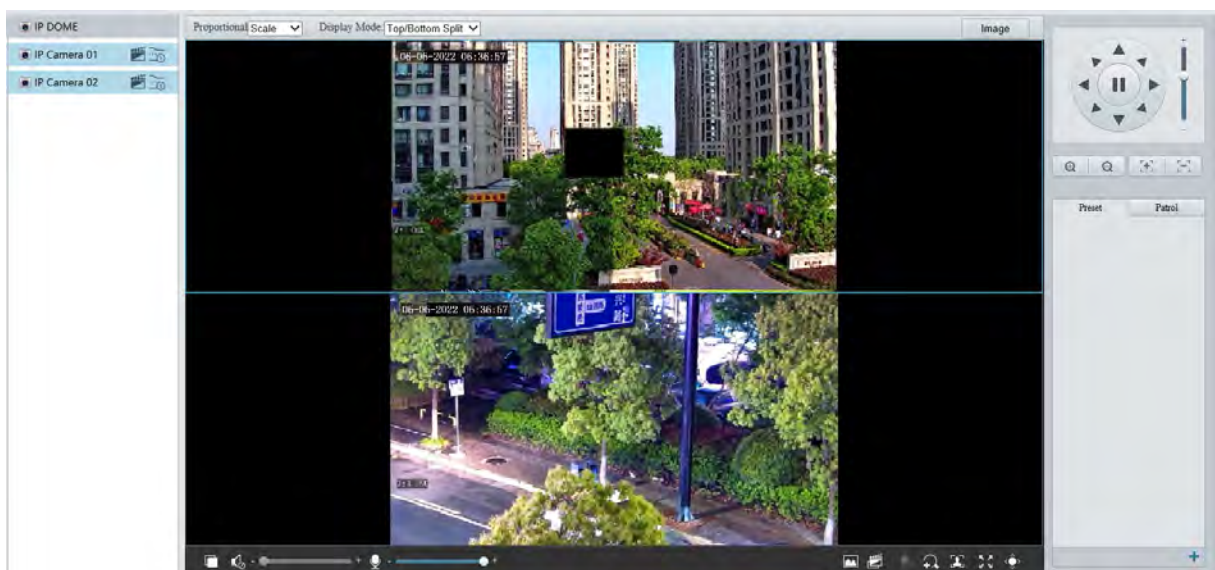 IP DOME
Proportional Scale Display Mode: Top/Bottom Split Image
IP Camera 01
IP Camera 02
06-06-2022 06:36:57
06-06-2022 06:36:57
Preset Patrol